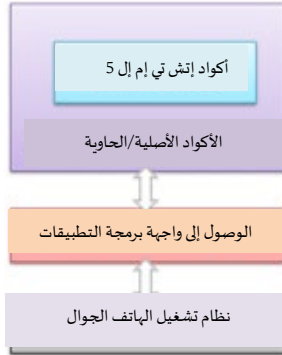 أكواد إتش تي إم إل 5
الأكواد الأصلية/الحاوية
الوصول إلى واجهة برمجة التطبيقات
نظام تشغيل الهاتف الجوال